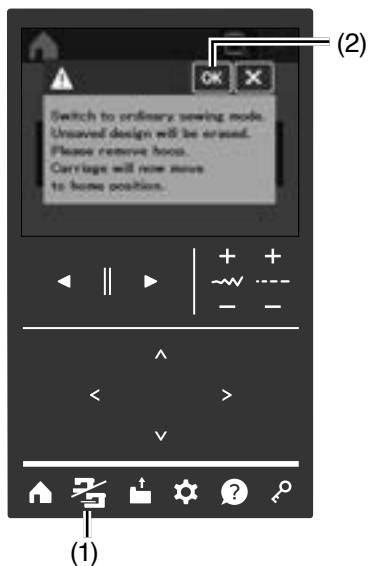 (2)
OK X
Switch to ordinary sewing mode.
Unsaved design will be erased.
Please remove hoop.
Carriage will now move
to home position.
+ +
- -
?
(1)